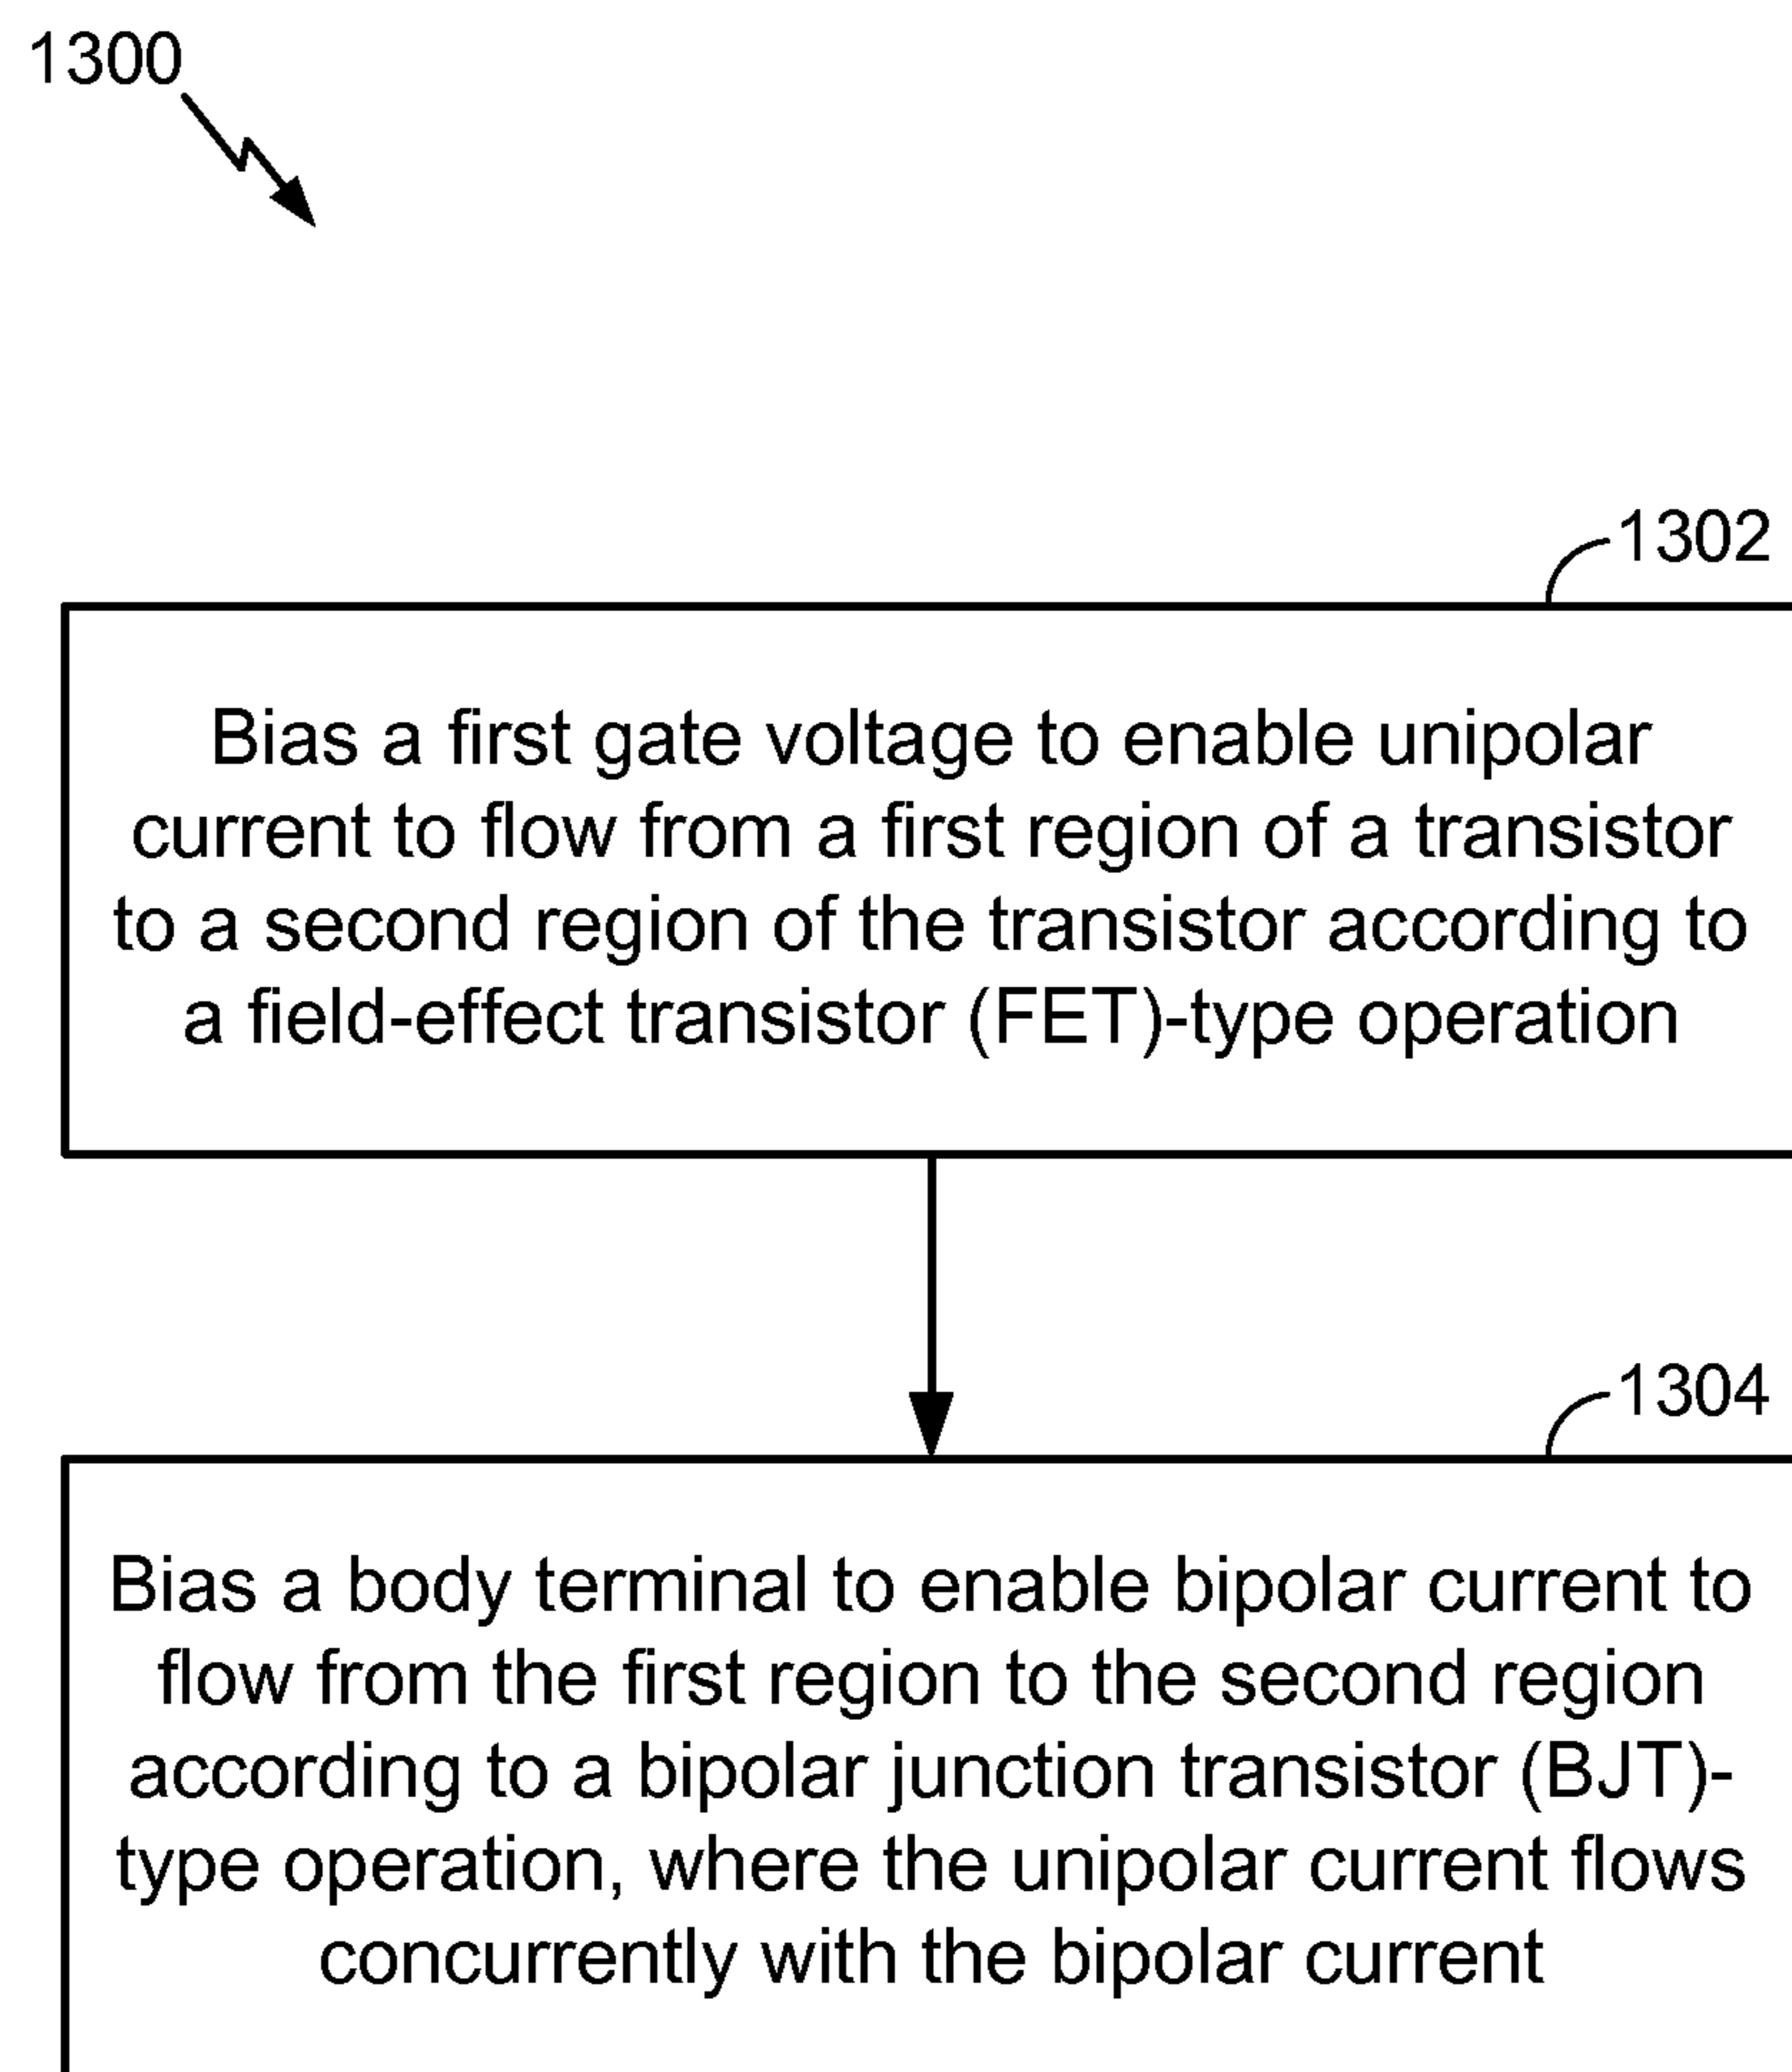 1300
1302
Bias a first gate voltage to enable unipolar
current to flow from a first region of a transistor
to a second region of the transistor according to
a field-effect transistor (FET)-type operation
1304
Bias a body terminal to enable bipolar current to
flow from the first region to the second region
according to a bipolar junction transistor (BJT)-
type operation, where the unipolar current flows
concurrently with the bipolar current